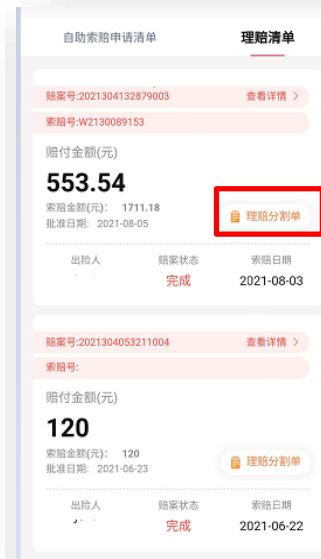 自助索赔申请清单 理赔清单
赔案号:2021304132879003 查看详情 >
索赔号:W2130089153
赔付金额(元)
553.54
索赔金额(元): 1711.18
批准日期: 2021-08-05
理赔分割单
出险人 赔案状态 索赔日期
完成 2021-08-03
赔案号:2021304053211004 查看详情 >
索赔号:
赔付金额(元)
120
索赔金额(元): 120
批准日期: 2021-06-23
理赔分割单
出险人 赔案状态 索赔日期
完成 2021-06-22